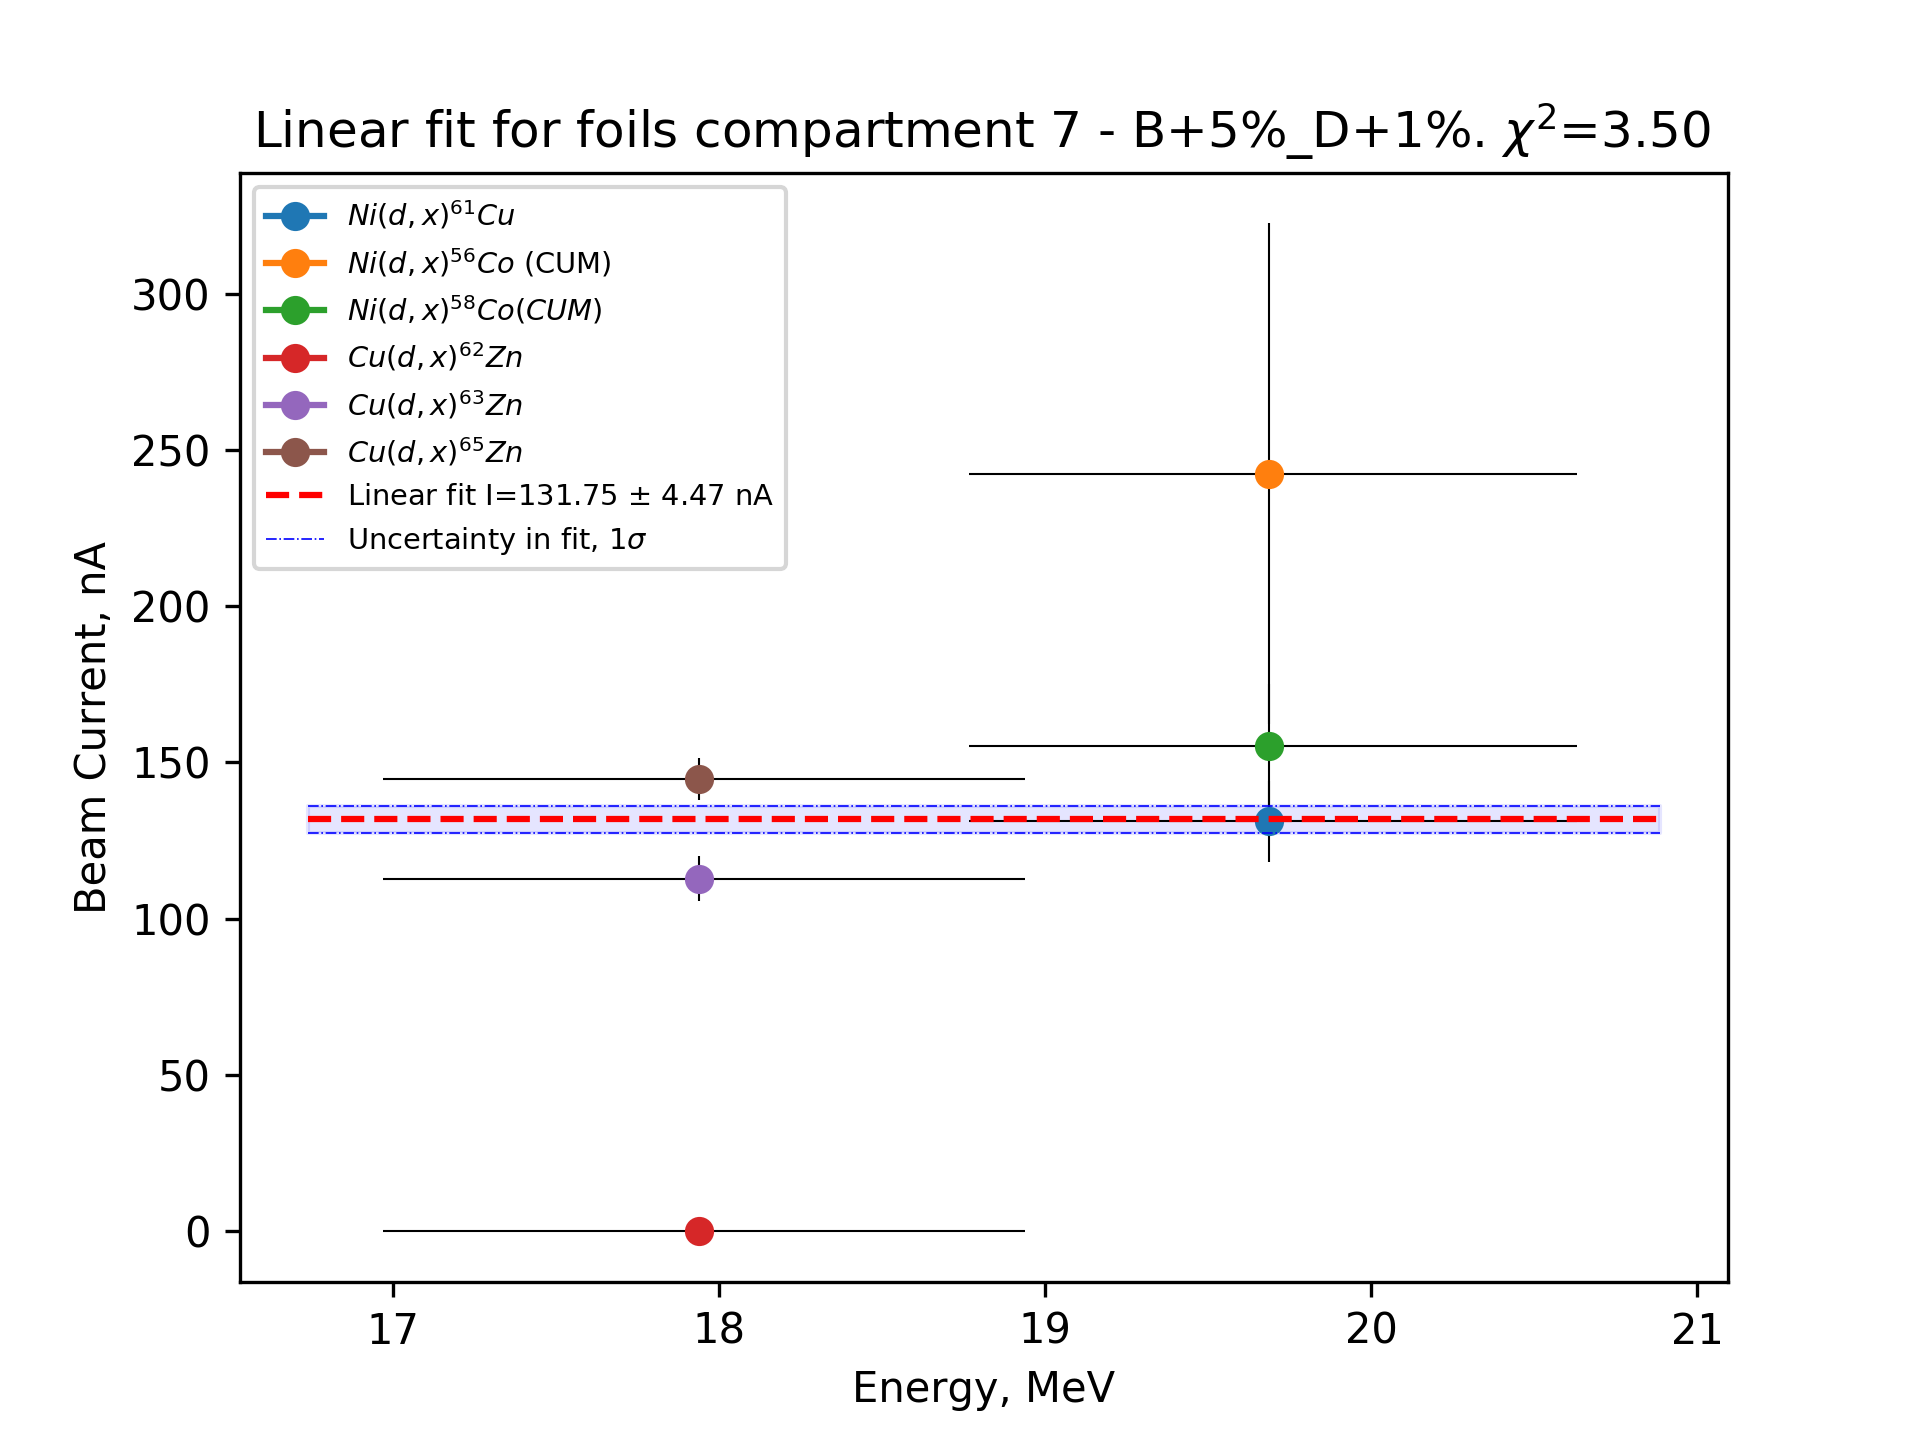 Linear fit for foils compartment 7 - B+5%_D+1%. χ²=3.50
Ni(d, x)⁶¹Cu
Ni(d, x)⁵⁶Co (CUM)
Ni(d, x)⁵⁸Co(CUM)
Cu(d, x)⁶²Zn
Cu(d, x)⁶³Zn
Cu(d, x)⁶⁵Zn
Linear fit I=131.75 ± 4.47 nA
Uncertainty in fit, 1σ
Beam Current, nA
300
250
200
150
100
50
0
17 18 19 20 21
Energy, MeV